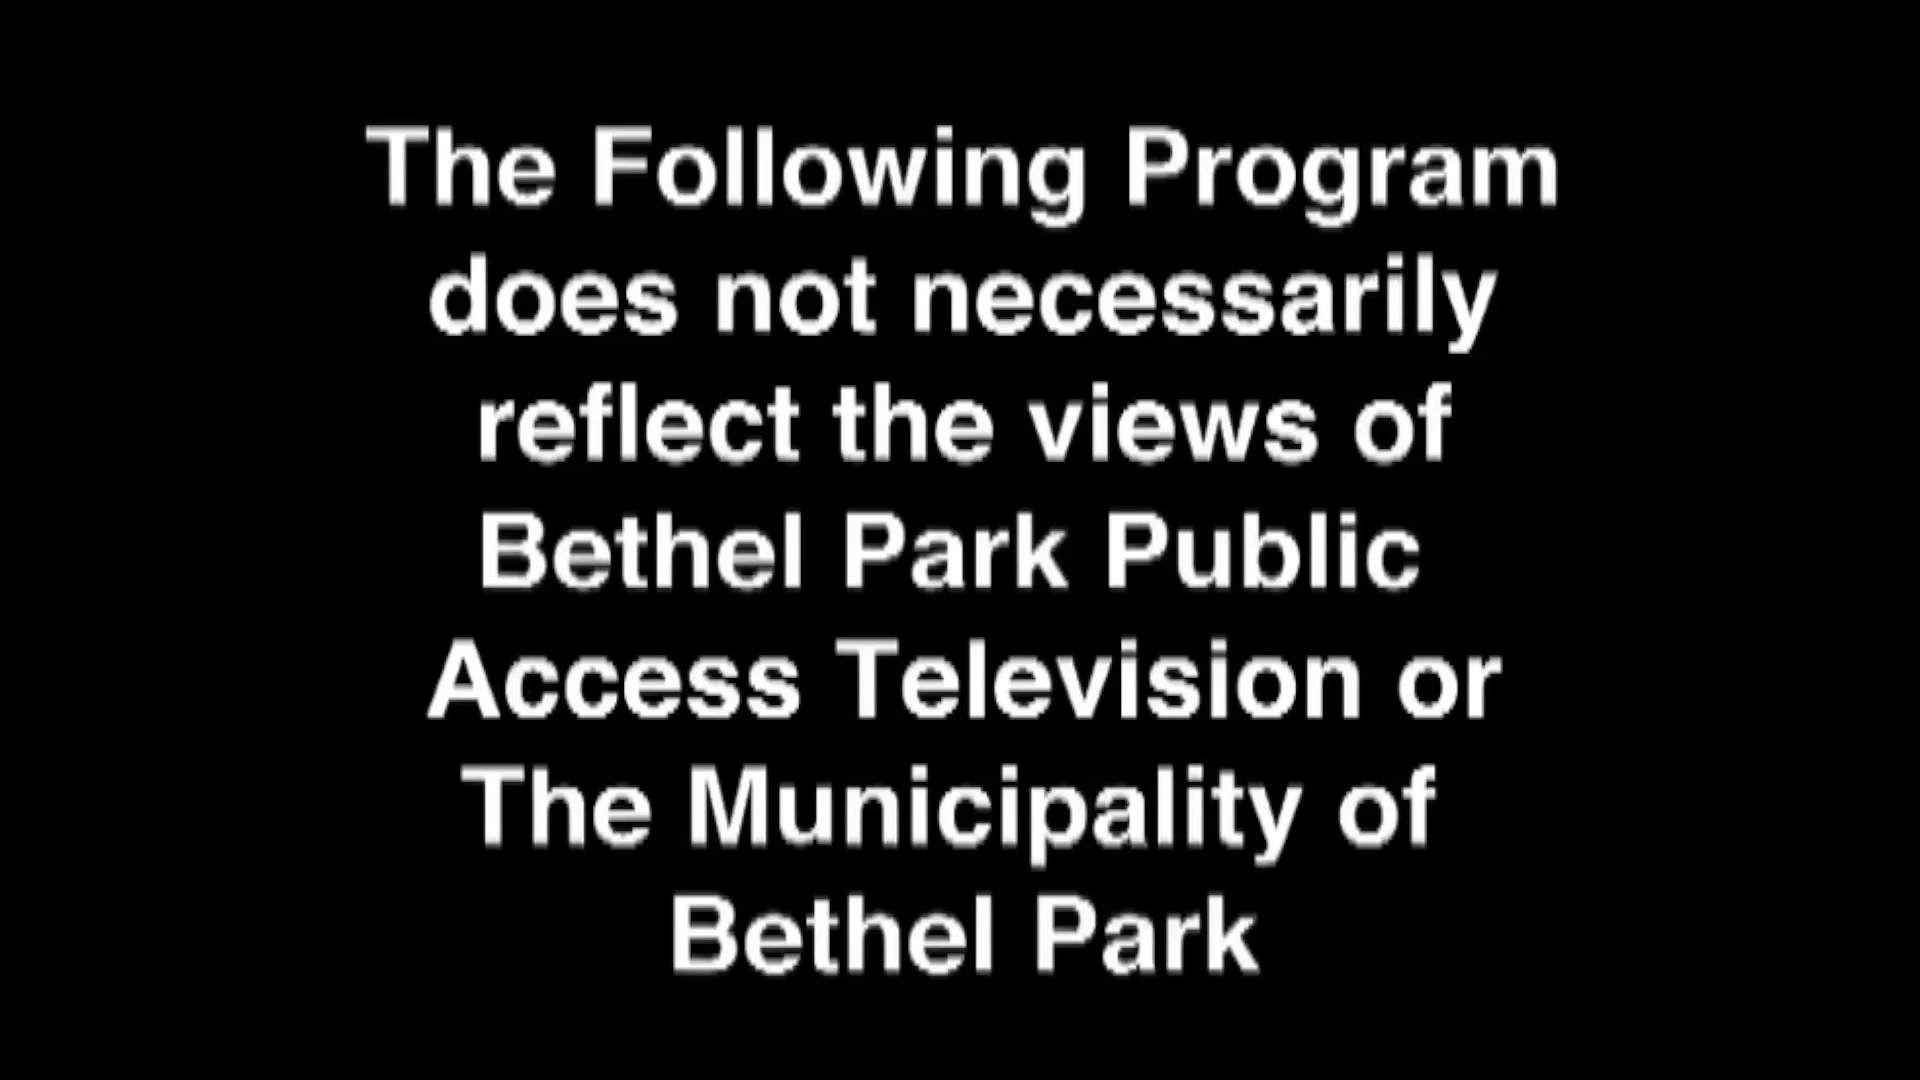 The Following Program
does not necessarily
reflect the views of
Bethel Park Public
Access Television or
The Municipality of
Bethel Park